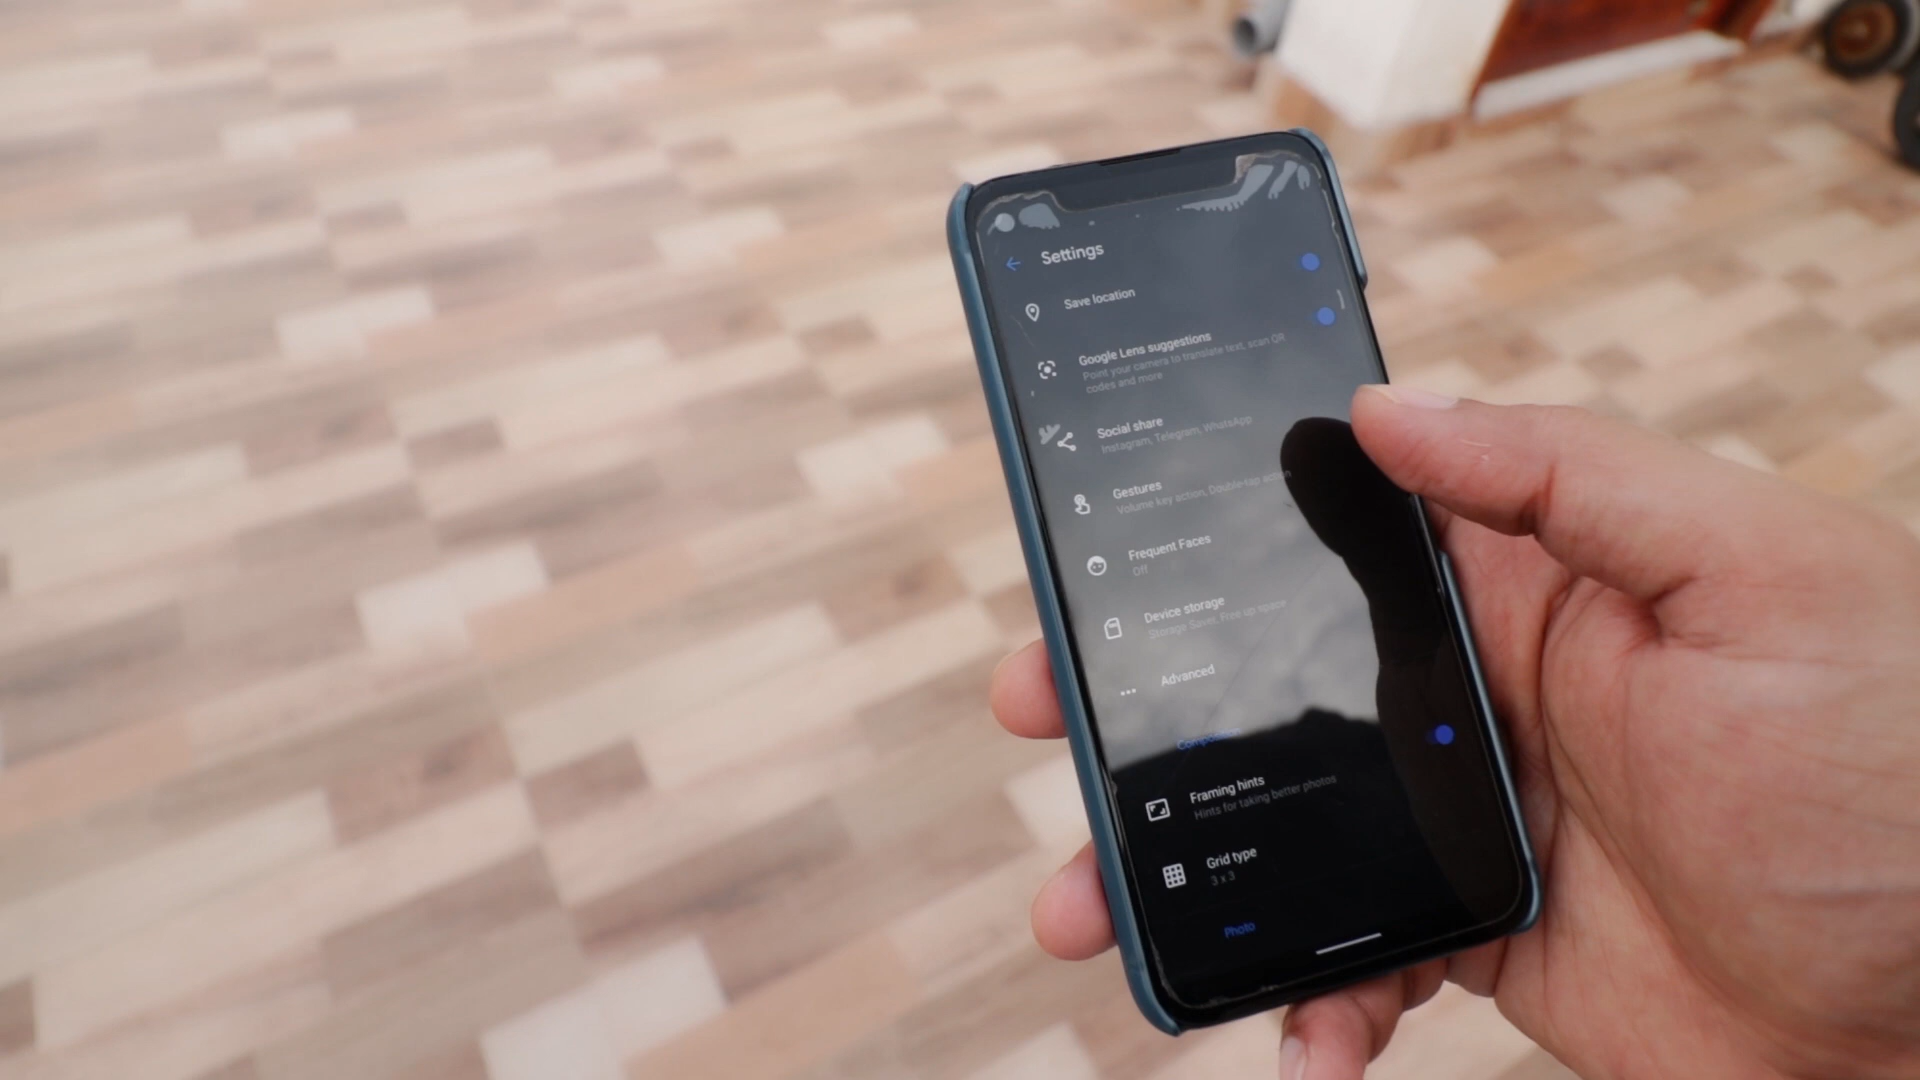 Settings
Save location
Google Lens suggestions
Point your camera to translate text, scan QR
codes and more
Social share
Instagram, Telegram, WhatsApp
Gestures
Volume key action, Double-tap action
Frequent Faces
Off
Device storage
Storage Saver, Free up space
Advanced
Composition
Framing hints
Hints for taking better photos
Grid type
3 x 3
Photo